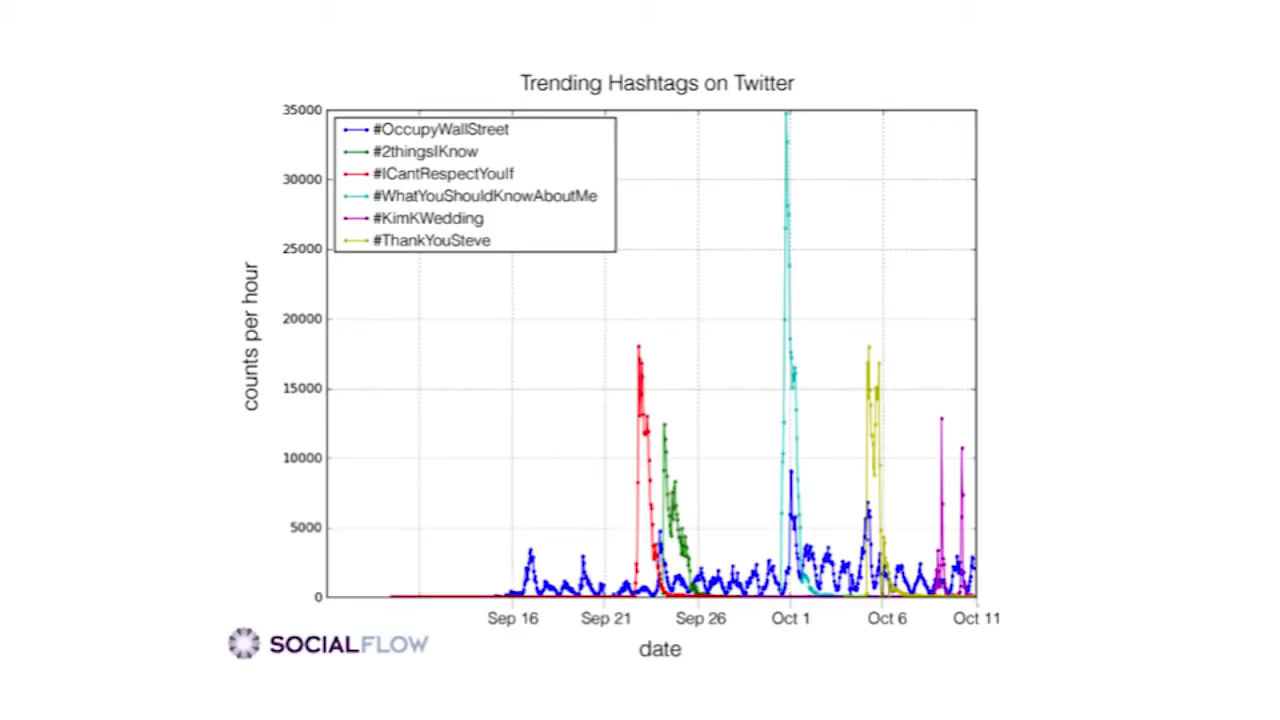 Trending Hashtags on Twitter
35000
30000
25000
20000
15000
10000
5000
0
counts per hour
#OccupyWallStreet
#2thingsIKnow
#ICantRespectYouIf
#WhatYouShouldKnowAboutMe
#KimKWedding
#ThankYouSteve
Sep 16 Sep 21 Sep 26 Oct 1 Oct 6 Oct 11
date
SOCIALFLOW